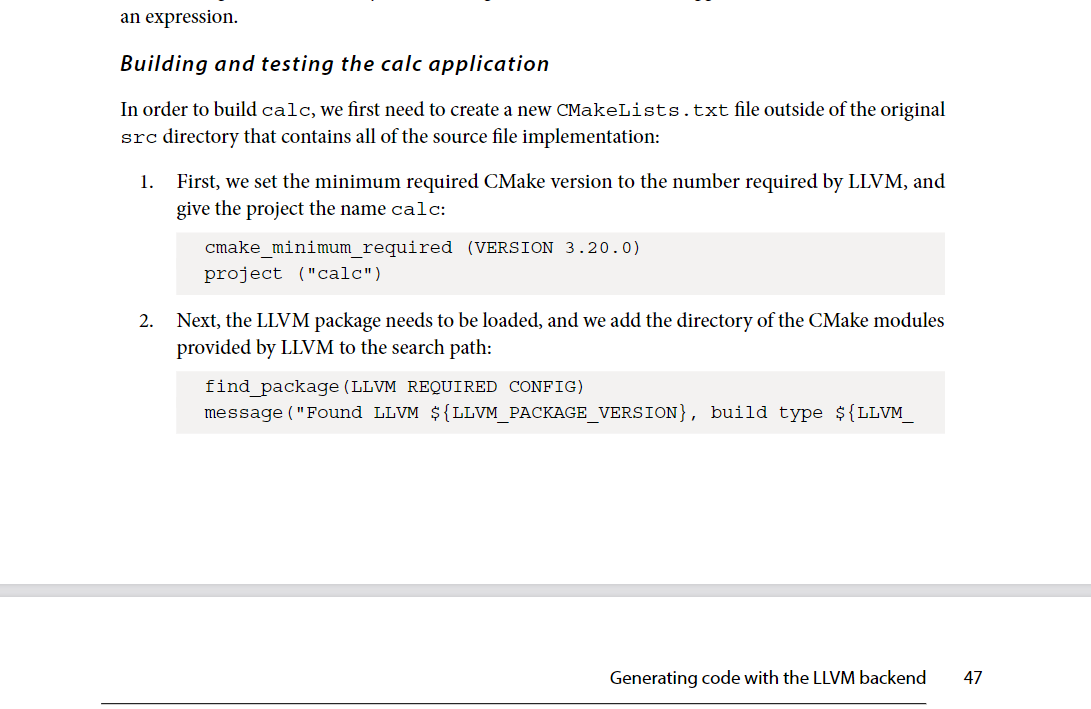 an expression.
Building and testing the calc application
In order to build calc, we first need to create a new CMakeLists.txt file outside of the original
src directory that contains all of the source file implementation:
1. First, we set the minimum required CMake version to the number required by LLVM, and
give the project the name calc:
cmake_minimum_required (VERSION 3.20.0)
project ("calc")
2. Next, the LLVM package needs to be loaded, and we add the directory of the CMake modules
provided by LLVM to the search path:
find_package(LLVM REQUIRED CONFIG)
message("Found LLVM ${LLVM_PACKAGE_VERSION}, build type ${LLVM_
Generating code with the LLVM backend 47